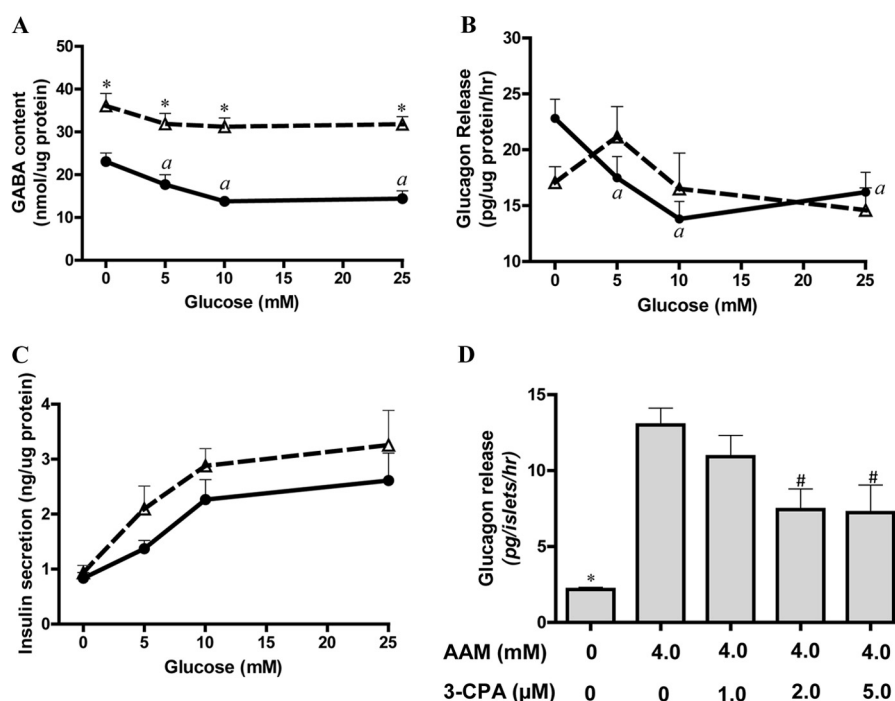 A
GABA content
(nmol/ug protein)
50
40
30
20
10
0
* * * *
a a a
0 5 10 15 20 25
Glucose (mM)
B
Glucagon Release
(pg/ug protein/hr)
30
25
20
15
10
a a a
0 5 10 15 20 25
Glucose (mM)
C
Insulin secretion (ng/ug protein)
4
3
2
1
0
0 5 10 15 20 25
Glucose (mM)
D
Glucagon release
(pg/islets/hr)
15
10
5
0
* # #
AAM (mM) 0 4.0 4.0 4.0 4.0
3-CPA (µM) 0 0 1.0 2.0 5.0